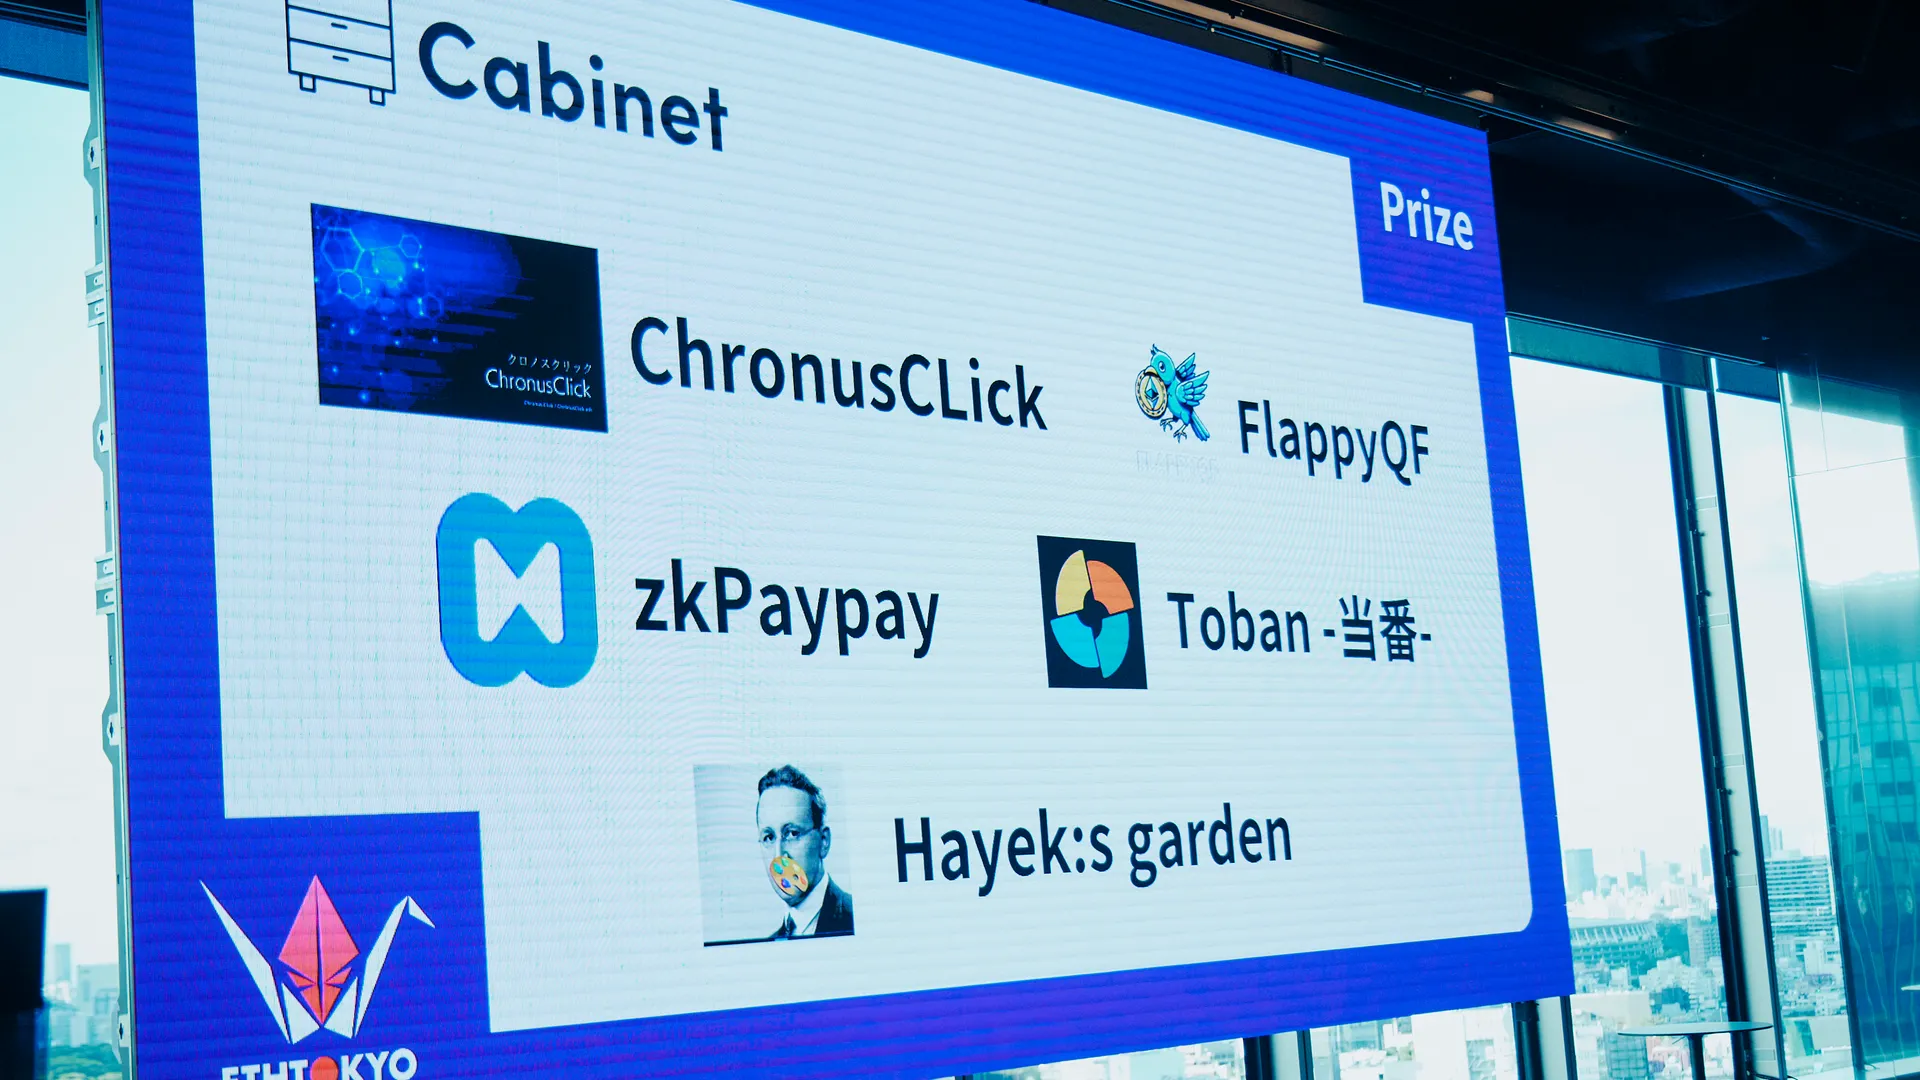 Cabinet
Prize
クロノスクリック
ChronusClick
ChronusCLick
FlappyQF
zkPaypay
Toban -当番-
Hayek:s garden
ETHTOKYO